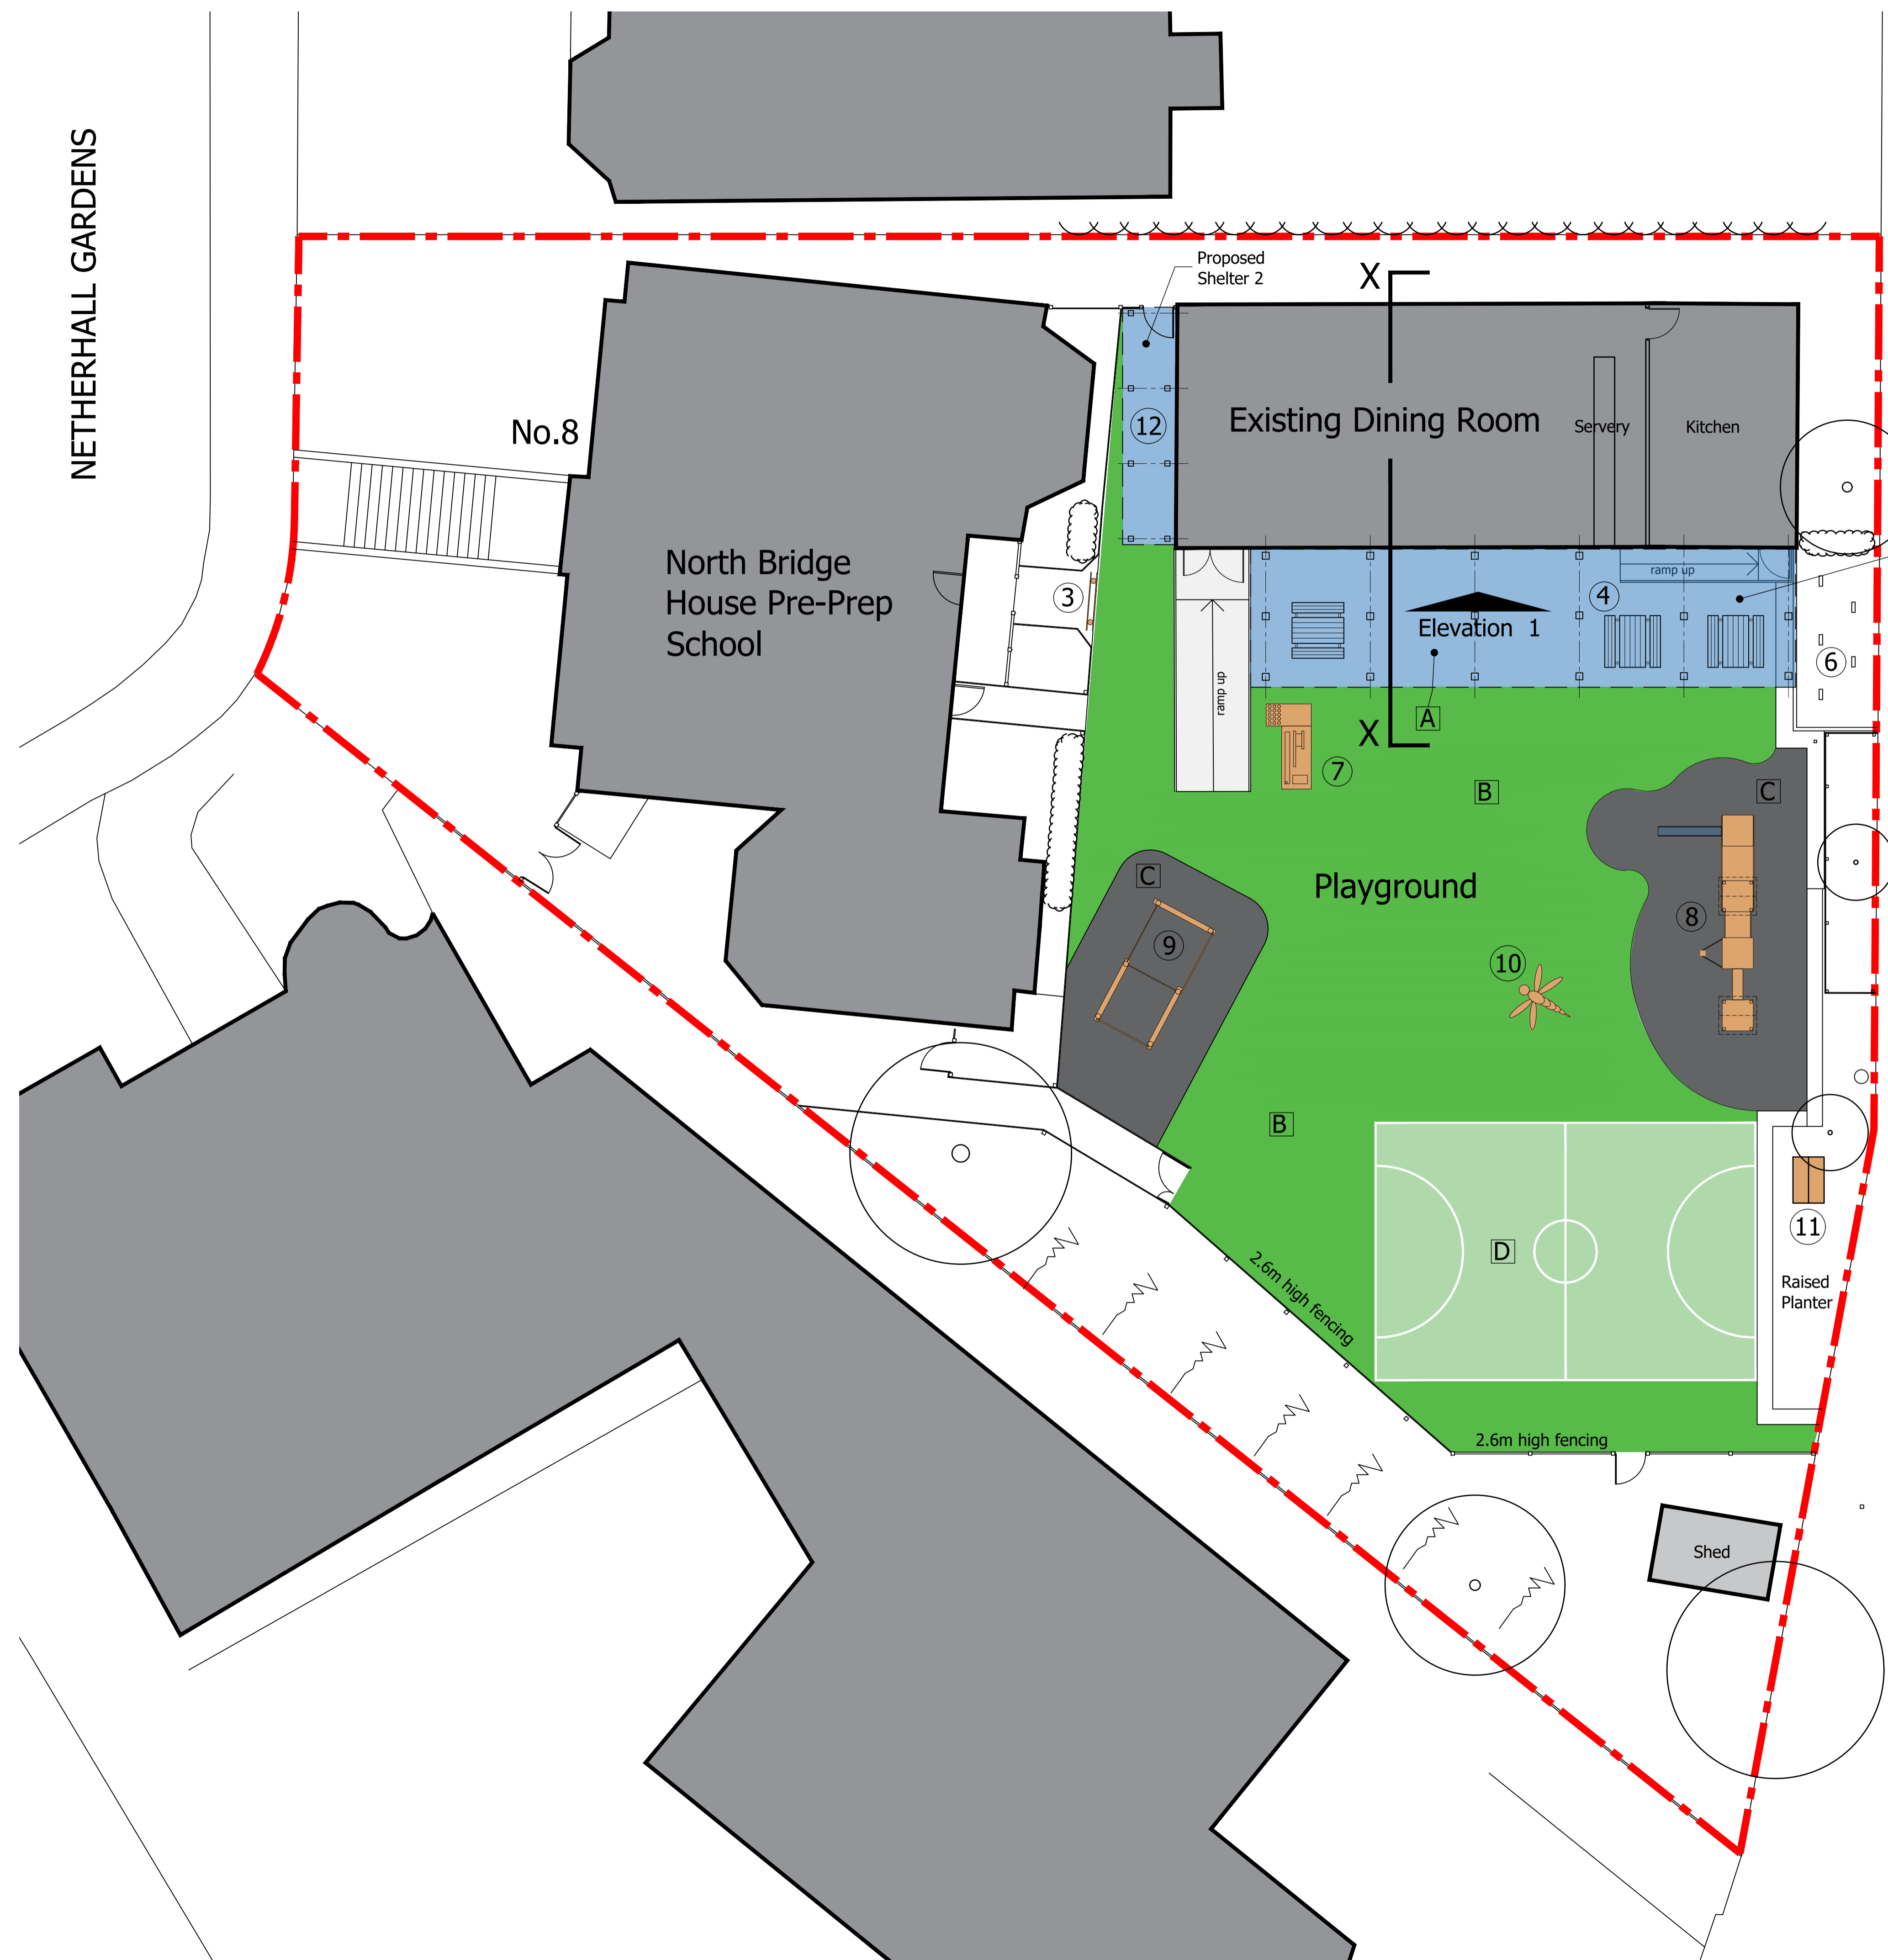 NETHERHALL GARDENS
Proposed
Shelter 2
X
12
Existing Dining Room
Servery
Kitchen
No.8
North Bridge
House Pre-Prep
School
3
ramp up
4
Elevation 1
6
ramp up
A
X
7
B
C
C
Playground
8
9
10
B
11
D
2.6m high fencing
Raised
Planter
2.6m high fencing
Shed